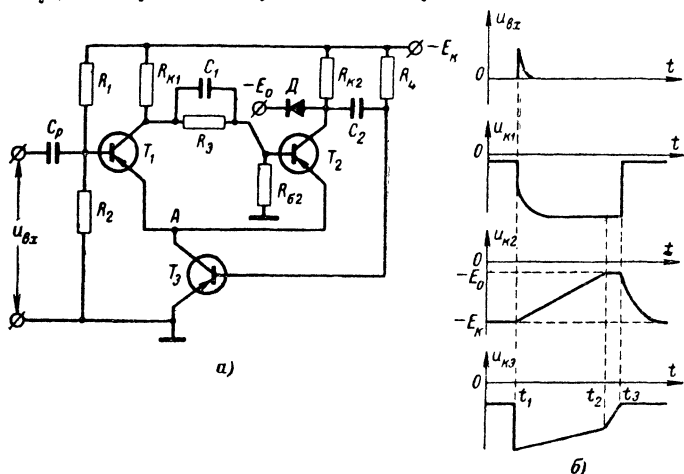 −Eк
R₁
Rк1
C₁
−E₀
Д
Rк2
R₄
C₂
Cр
T₁
R₃
T₂
Rб2
uвх
R₂
A
T₃
а)
uвх
0
t
uк1
0
t
uк2
0
t
−E₀
−Eк
uк3
0
t₁
t₂
t₃
t
б)